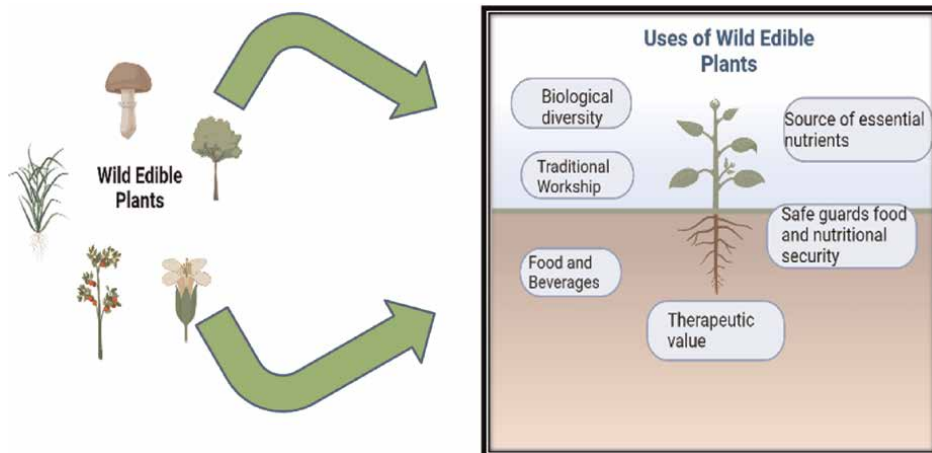 Wild Edible
Plants
Uses of Wild Edible
Plants
Biological
diversity
Source of essential
nutrients
Traditional
Workship
Safe guards food
and nutritional
security
Food and
Beverages
Therapeutic
value